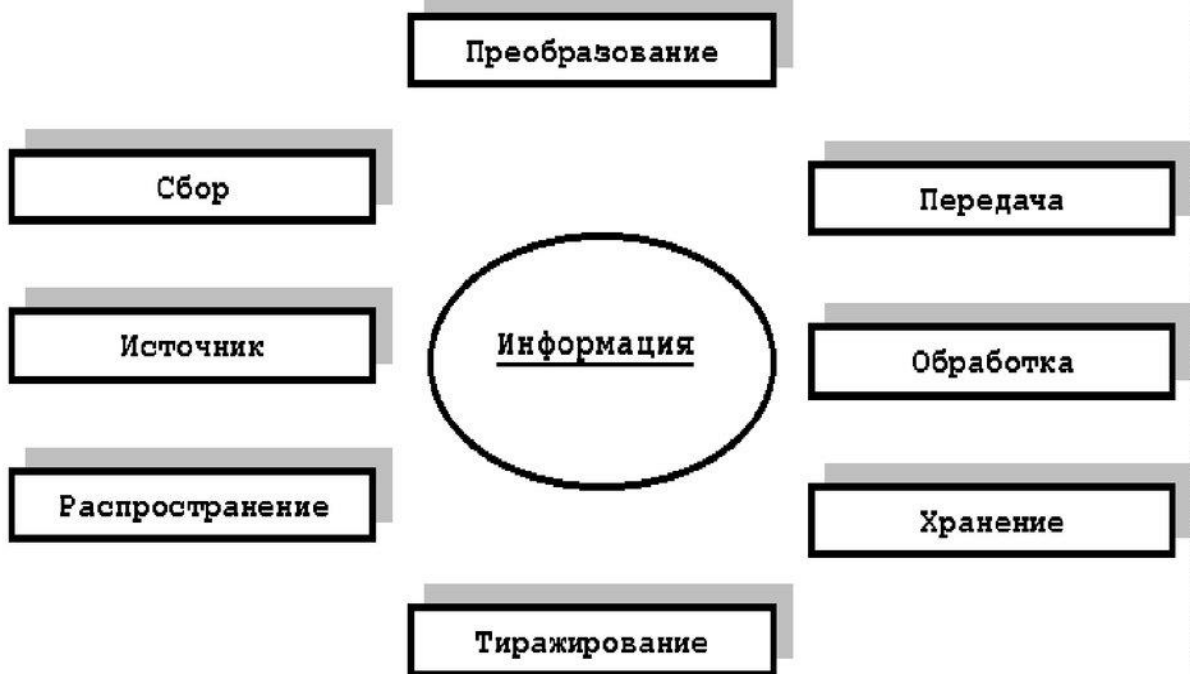 Преобразование
Сбор
Передача
Информация
Источник
Обработка
Распространение
Хранение
Тиражирование